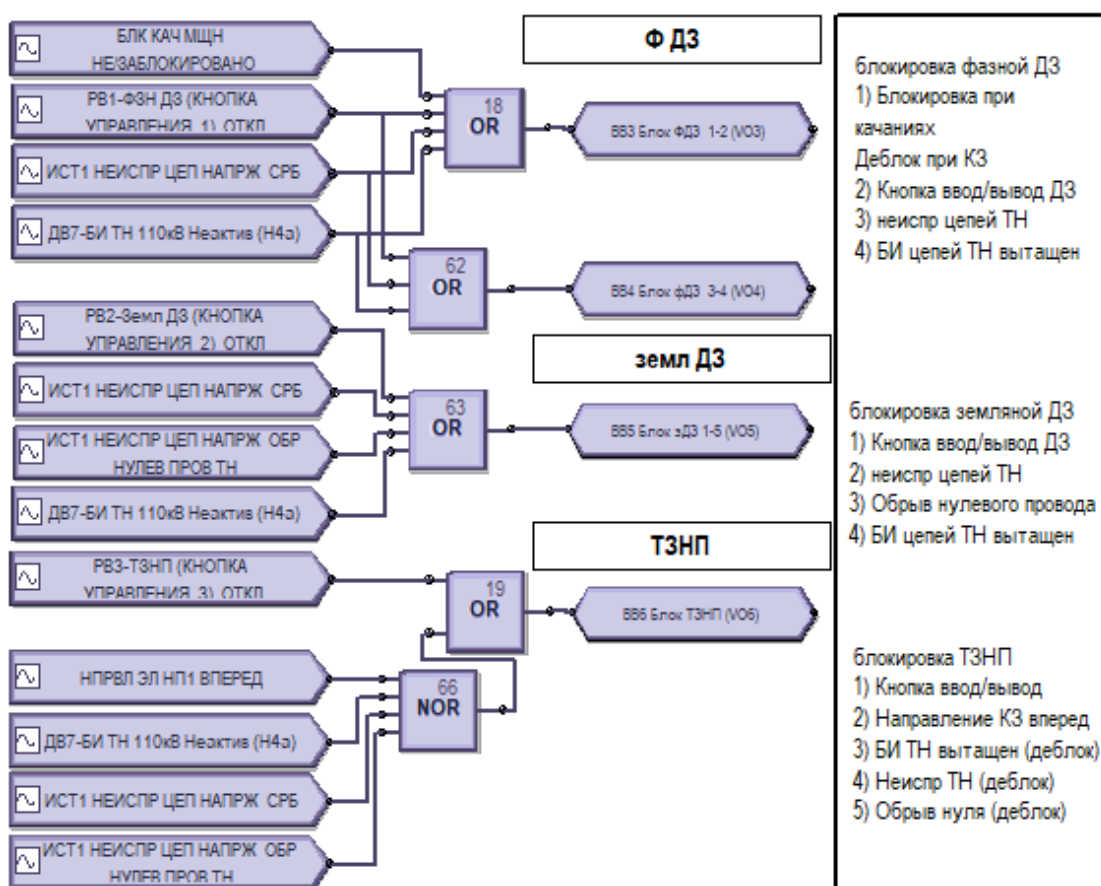 БЛК КАЧ МЩН
НЕ/ЗАБЛОКИРОВАНО
РВ1-ФЗН ДЗ (КНОПКА
УПРАВЛЕНИЯ 1) ОТКЛ
ИСТ1 НЕИСПР ЦЕП НАПРЖ СРБ
ДВ7-БИ ТН 110кВ Неактив (Н4а)
18
OR
62
OR
Ф ДЗ
ВВ3 Блок ФДЗ 1-2 (VO3)
ВВ4 Блок фДЗ 3-4 (VO4)
РВ2-Земл ДЗ (КНОПКА
УПРАВЛЕНИЯ 2) ОТКЛ
ИСТ1 НЕИСПР ЦЕП НАПРЖ СРБ
ИСТ1 НЕИСПР ЦЕП НАПРЖ ОБР
НУЛЕВ ПРОВ ТН
ДВ7-БИ ТН 110кВ Неактив (Н4а)
63
OR
земл ДЗ
ВВ5 Блок зДЗ 1-5 (VO5)
РВ3-ТЗНП (КНОПКА
УПРАВЛЕНИЯ 3) ОТКЛ
НПРВЛ ЭЛ НП1 ВПЕРЕД
ДВ7-БИ ТН 110кВ Неактив (Н4а)
ИСТ1 НЕИСПР ЦЕП НАПРЖ СРБ
ИСТ1 НЕИСПР ЦЕП НАПРЖ ОБР
НУЛЕВ ПРОВ ТН
19
OR
66
NOR
ТЗНП
ВВ6 Блок ТЗНП (VO6)
блокировка фазной ДЗ
1) Блокировка при
качаниях
Деблок при КЗ
2) Кнопка ввод/вывод ДЗ
3) неиспр цепей ТН
4) БИ цепей ТН вытащен
блокировка земляной ДЗ
1) Кнопка ввод/вывод ДЗ
2) неиспр цепей ТН
3) Обрыв нулевого провода
4) БИ цепей ТН вытащен
блокировка ТЗНП
1) Кнопка ввод/вывод
2) Направление КЗ вперед
3) БИ ТН вытащен (деблок)
4) Неиспр ТН (деблок)
5) Обрыв нуля (деблок)